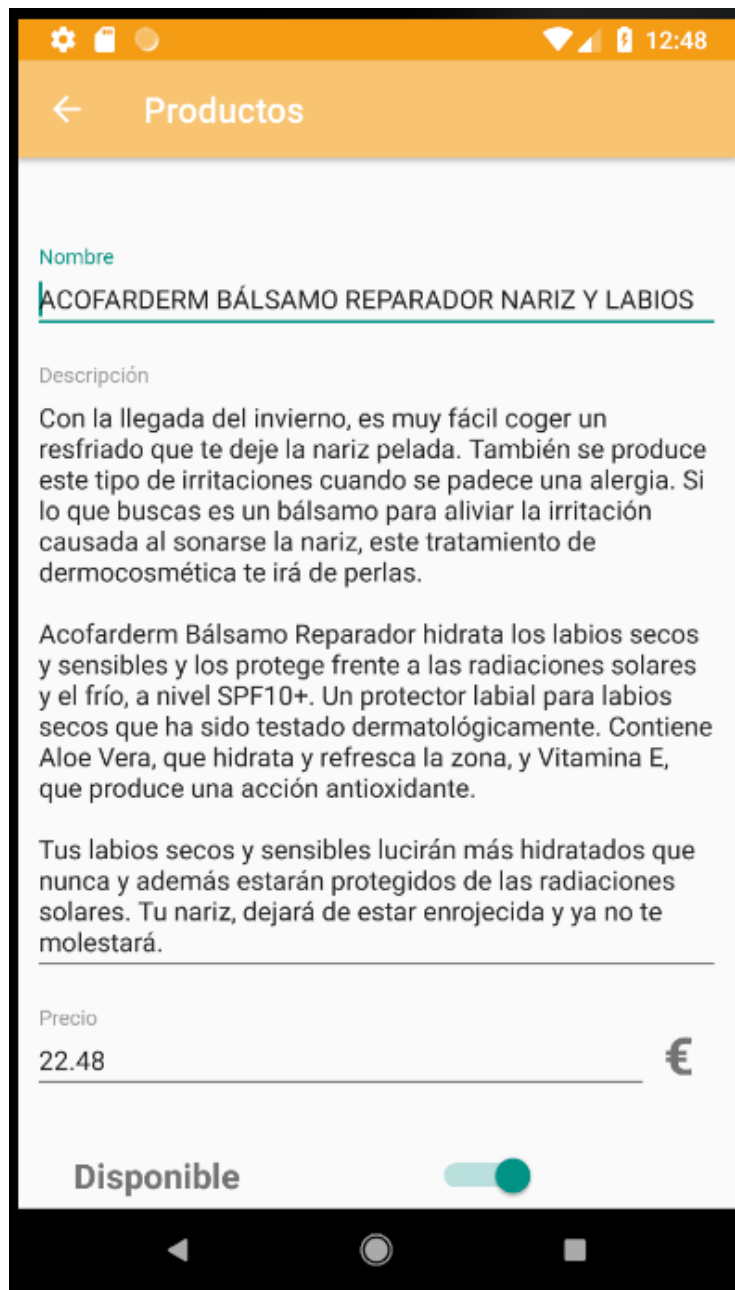 12:48
Productos
Nombre
ACOFARDERM BÁLSAMO REPARADOR NARIZ Y LABIOS
Descripción
Con la llegada del invierno, es muy fácil coger un
resfriado que te deje la nariz pelada. También se produce
este tipo de irritaciones cuando se padece una alergia. Si
lo que buscas es un bálsamo para aliviar la irritación
causada al sonarse la nariz, este tratamiento de
dermocosmética te irá de perlas.
Acofarderm Bálsamo Reparador hidrata los labios secos
y sensibles y los protege frente a las radiaciones solares
y el frío, a nivel SPF10+. Un protector labial para labios
secos que ha sido testado dermatológicamente. Contiene
Aloe Vera, que hidrata y refresca la zona, y Vitamina E,
que produce una acción antioxidante.
Tus labios secos y sensibles lucirán más hidratados que
nunca y además estarán protegidos de las radiaciones
solares. Tu nariz, dejará de estar enrojecida y ya no te
molestará.
Precio
22.48 €
Disponible